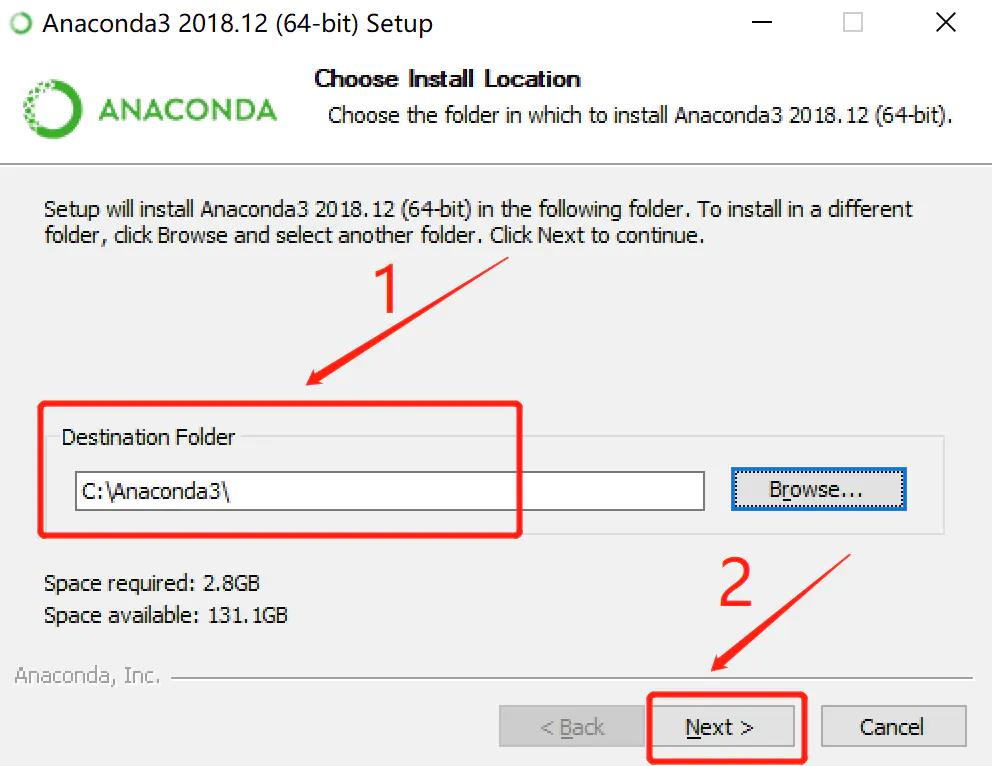 Anaconda3 2018.12 (64-bit) Setup
ANACONDA
Choose Install Location
Choose the folder in which to install Anaconda3 2018.12 (64-bit).
Setup will install Anaconda3 2018.12 (64-bit) in the following folder. To install in a different
folder, click Browse and select another folder. Click Next to continue.
1
Destination Folder
C:\Anaconda3\
Browse...
Space required: 2.8GB
Space available: 131.1GB
2
Anaconda, Inc.
< Back
Next >
Cancel